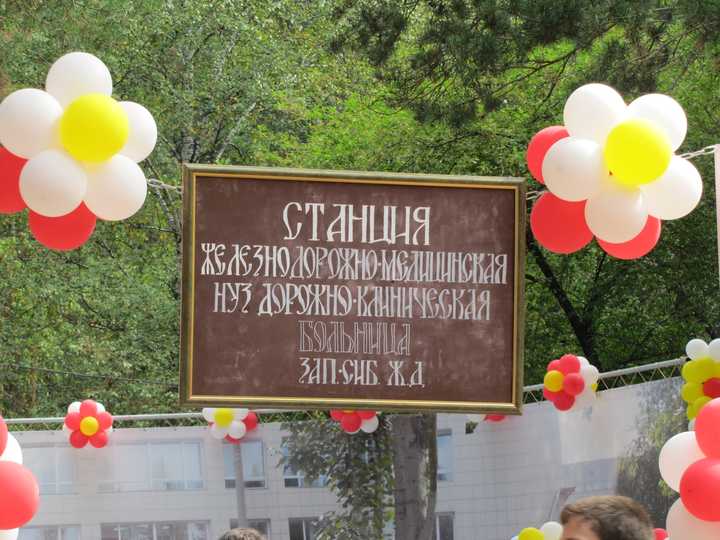 СТАНЦИЯ
ЖЕЛЕЗНОДОРОЖНО-МЕДИЦИНСКАЯ
НУЗ ДОРОЖНО-КЛИНИЧЕСКАЯ
БОЛЬНИЦА
ЗАП. СИБ. Ж.Д.